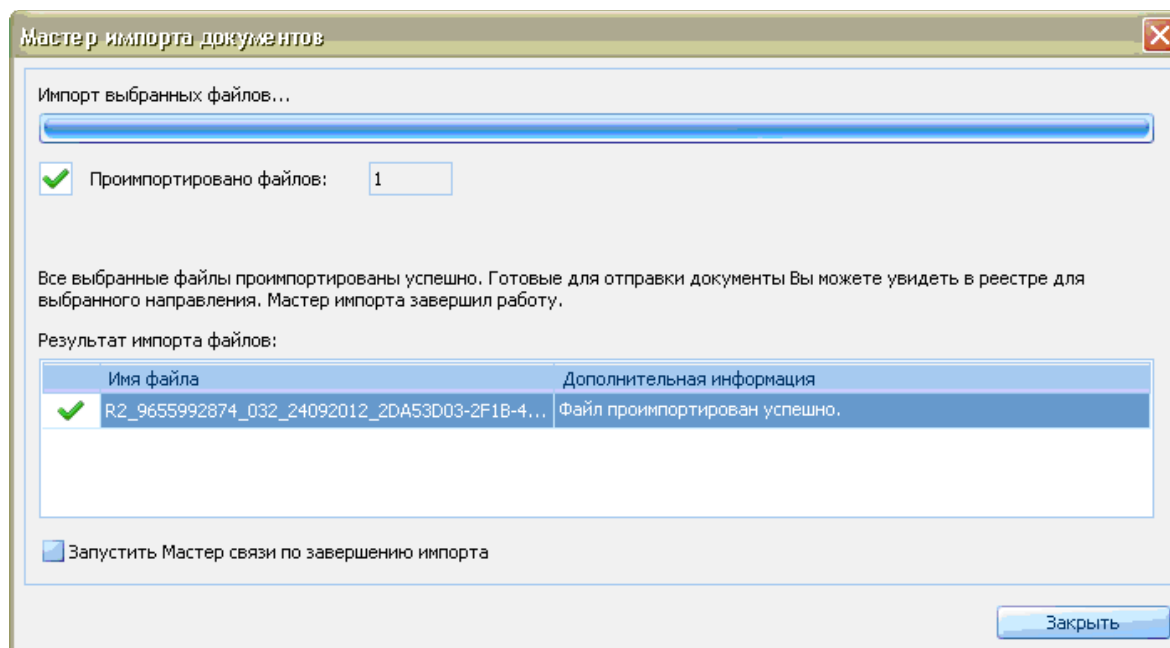 Мастер импорта документов
Импорт выбранных файлов...
Проимпортировано файлов: 1
Все выбранные файлы проимпортированы успешно. Готовые для отправки документы Вы можете увидеть в реестре для
выбранного направления. Мастер импорта завершил работу.
Результат импорта файлов:
Имя файла Дополнительная информация
R2_9655992874_032_24092012_2DA53D03-2F1B-4... Файл проимпортирован успешно.
Запустить Мастер связи по завершению импорта
Закрыть